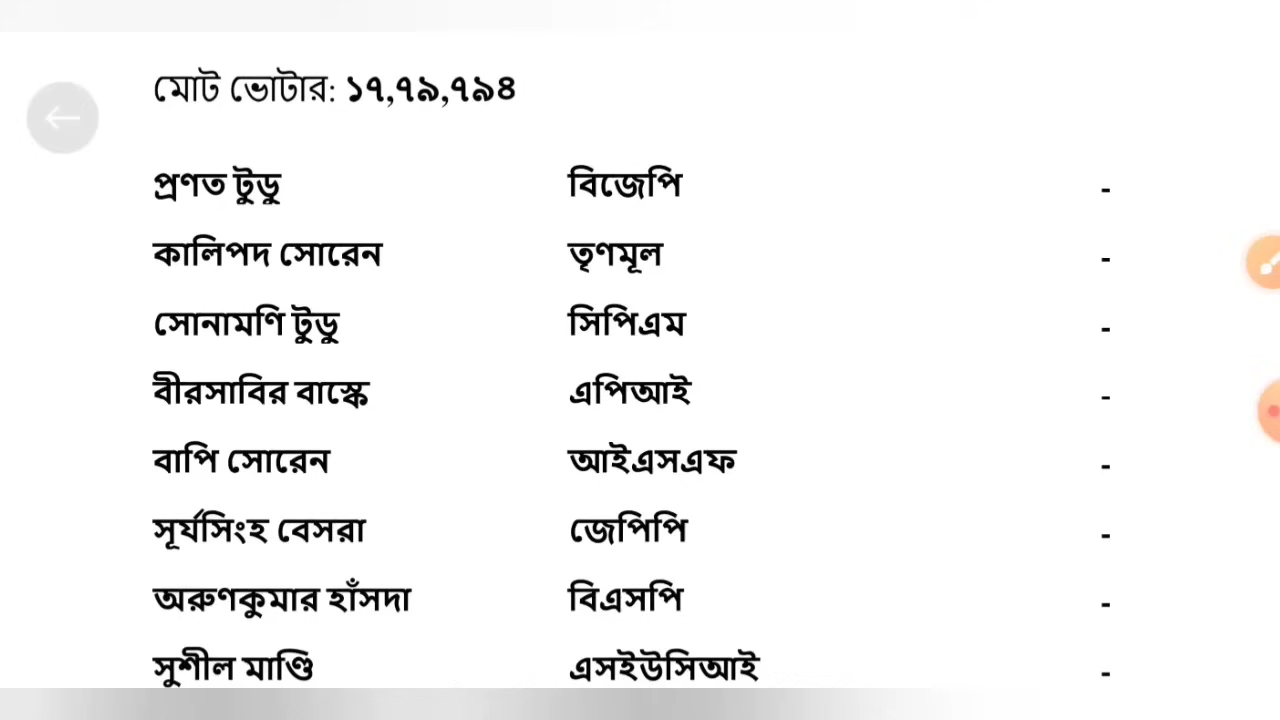 মোট ভোটার: ১৭,৭৯,৭৯৪
প্রণত টুডু বিজেপি -
কালিপদ সোরেন তৃণমূল -
সোনামণি টুডু সিপিএম -
বীরসাবির বাস্কে এপিআই -
বাপি সোরেন আইএসএফ -
সূর্যসিংহ বেসরা জেপিপি -
অরুণকুমার হাঁসদা বিএসপি -
সুশীল মাণ্ডি এসইউসিআই -